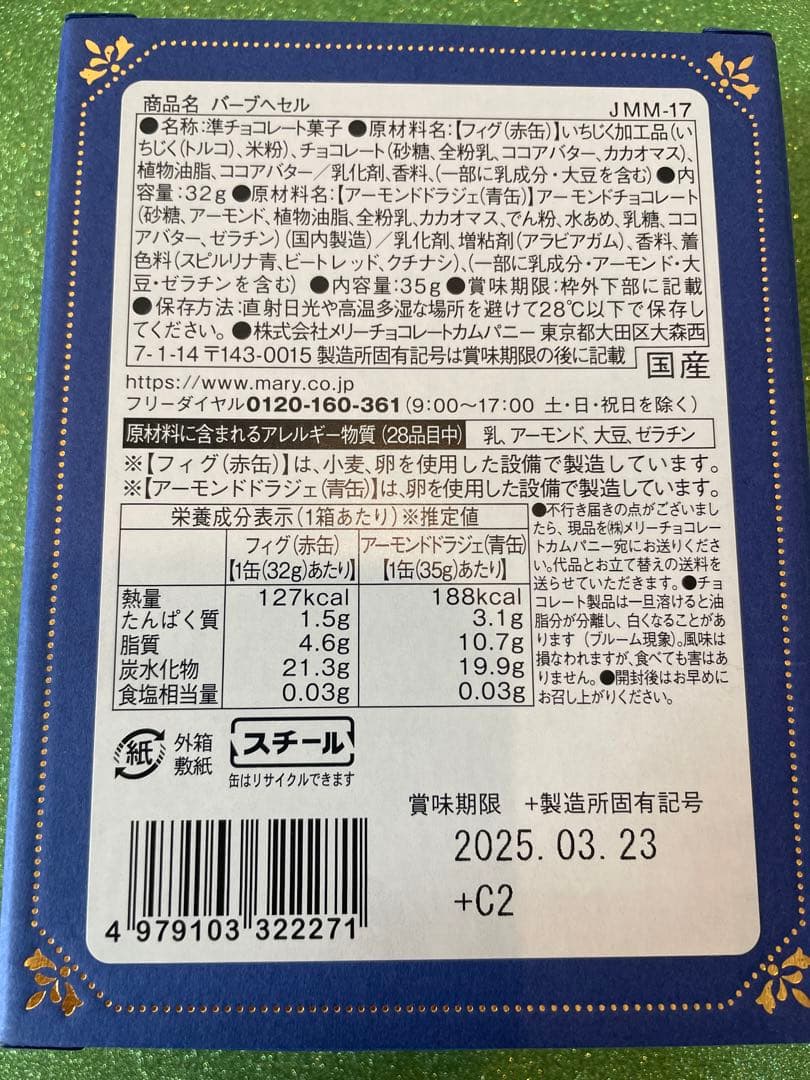 商品名 バーブヘセル
JMM-17
●名称:準チョコレート菓子 ●原材料名:【フィグ(赤缶)】いちじく加工品(い
ちじく(トルコ)、米粉)、チョコレート(砂糖、全粉乳、ココアバター、カカオマス)、
植物油脂、ココアバター/乳化剤、香料、(一部に乳成分・大豆を含む) ●内
容量:32g ●原材料名:【アーモンドドラジェ(青缶)】アーモンドチョコレート
(砂糖、アーモンド、植物油脂、全粉乳、カカオマス、でん粉、水あめ、乳糖、ココ
アバター、ゼラチン)(国内製造)/乳化剤、増粘剤(アラビアガム)、香料、着
色料(スピルリナ青、ビートレッド、クチナシ)、(一部に乳成分・アーモンド・大
豆・ゼラチンを含む) ●内容量:35g ●賞味期限:枠外下部に記載
●保存方法:直射日光や高温多湿な場所を避けて28℃以下で保存し
てください。 ●株式会社メリーチョコレートカムパニー 東京都大田区大森西
7-1-14 〒143-0015 製造所固有記号は賞味期限の後に記載
国産
https://www.mary.co.jp
フリーダイヤル0120-160-361(9:00〜17:00 土・日・祝日を除く)
原材料に含まれるアレルギー物質(28品目中) 乳、アーモンド、大豆、ゼラチン
※【フィグ(赤缶)】は、小麦、卵を使用した設備で製造しています。
※【アーモンドドラジェ(青缶)】は、卵を使用した設備で製造しています。
栄養成分表示(1箱あたり)※推定値
フィグ(赤缶) アーモンドドラジェ(青缶)
【1缶(32g)あたり】 【1缶(35g)あたり】
熱量 127kcal 188kcal
たんぱく質 1.5g 3.1g
脂質 4.6g 10.7g
炭水化物 21.3g 19.9g
食塩相当量 0.03g 0.03g
●不行き届きの点がございまし
たら、現品を㈱メリーチョコレー
トカムパニー宛にお送りくださ
い。代品とお立て替えの送料を
送らせていただきます。●チョ
コレート製品は一旦溶けると油
脂分が分離し、白くなることがあ
ります(ブルーム現象)。風味は
損なわれますが、食べても害はあ
りません。●開封後はお早めに
お召し上がりください。
紙 外箱
敷紙
スチール
缶はリサイクルできます
賞味期限 +製造所固有記号
2025.03.23
+C2
4 979103 322271